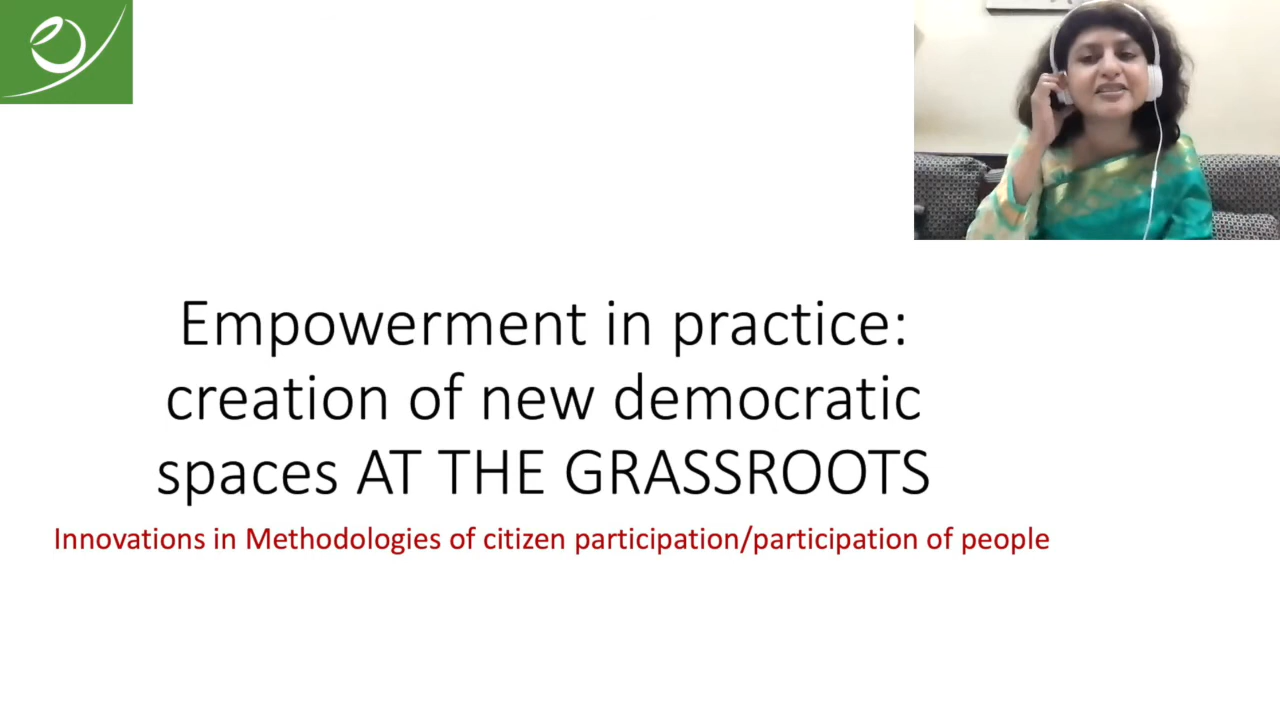 Empowerment in practice:
creation of new democratic
spaces AT THE GRASSROOTS
Innovations in Methodologies of citizen participation/participation of people